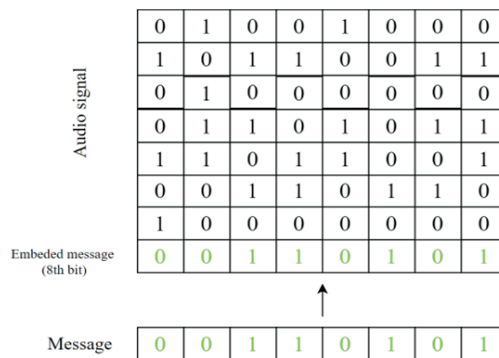 0 1 0 0 1 0 0 0
1 0 1 1 0 0 1 1
0 1 0 0 0 0 0 0
0 1 1 0 1 0 1 1
1 1 0 1 1 0 0 1
0 0 1 1 0 1 1 0
1 0 0 0 0 0 0 0
Audio signal
Embeded message
(8th bit)
0 0 1 1 0 1 0 1
Message 0 0 1 1 0 1 0 1